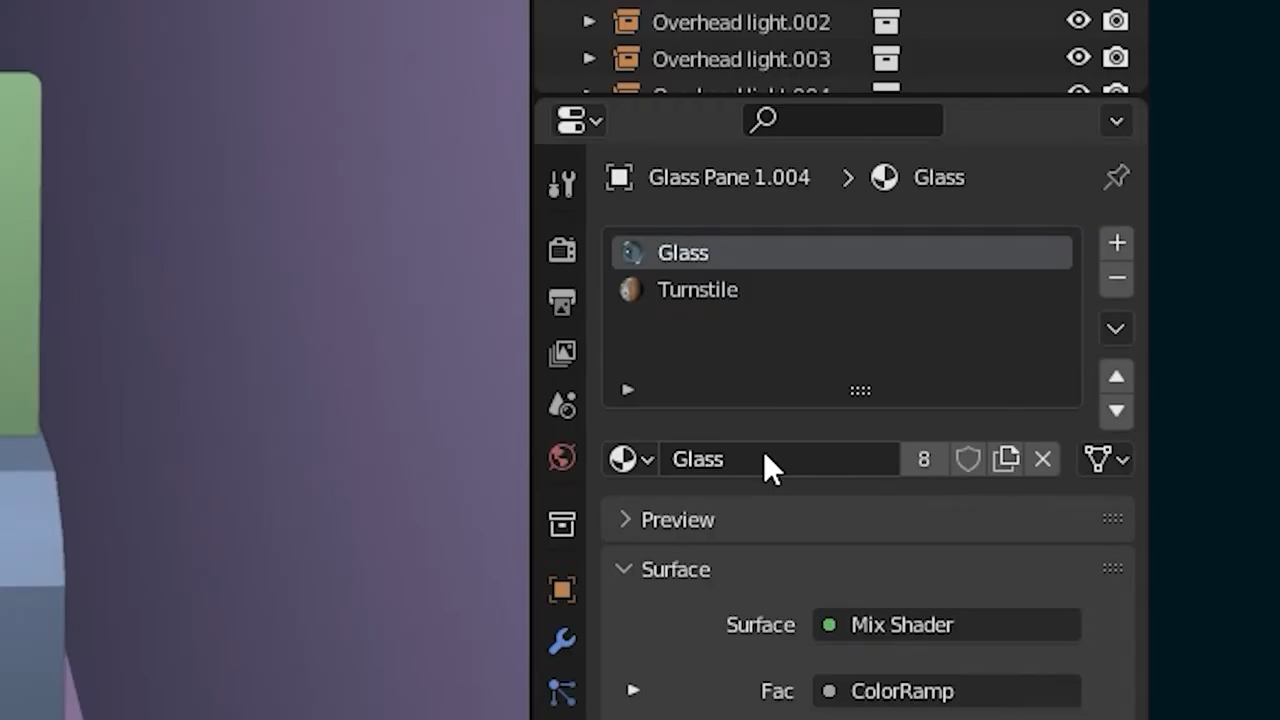 Overhead light.002
Overhead light.003
Glass Pane 1.004 > Glass
Glass
Turnstile
Glass 8
Preview
Surface
Surface Mix Shader
Fac ColorRamp